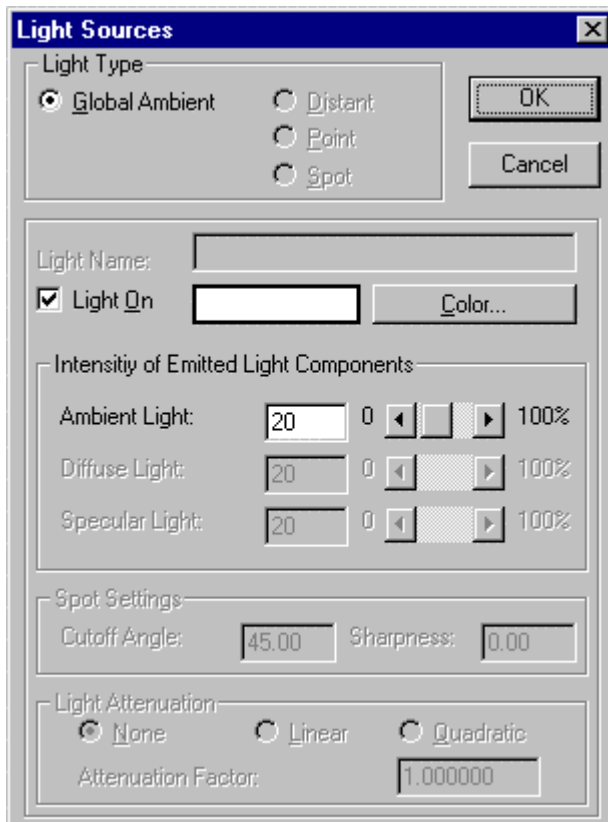 Light Sources
Light Type
Global Ambient
Distant
Point
Spot
OK
Cancel
Light Name:
Light On
Color...
Intensitiy of Emitted Light Components
Ambient Light: 20 0 100%
Diffuse Light: 20 0 100%
Specular Light: 20 0 100%
Spot Settings
Cutoff Angle: 45.00 Sharpness: 0.00
Light Attenuation
None Linear Quadratic
Attenuation Factor: 1.000000